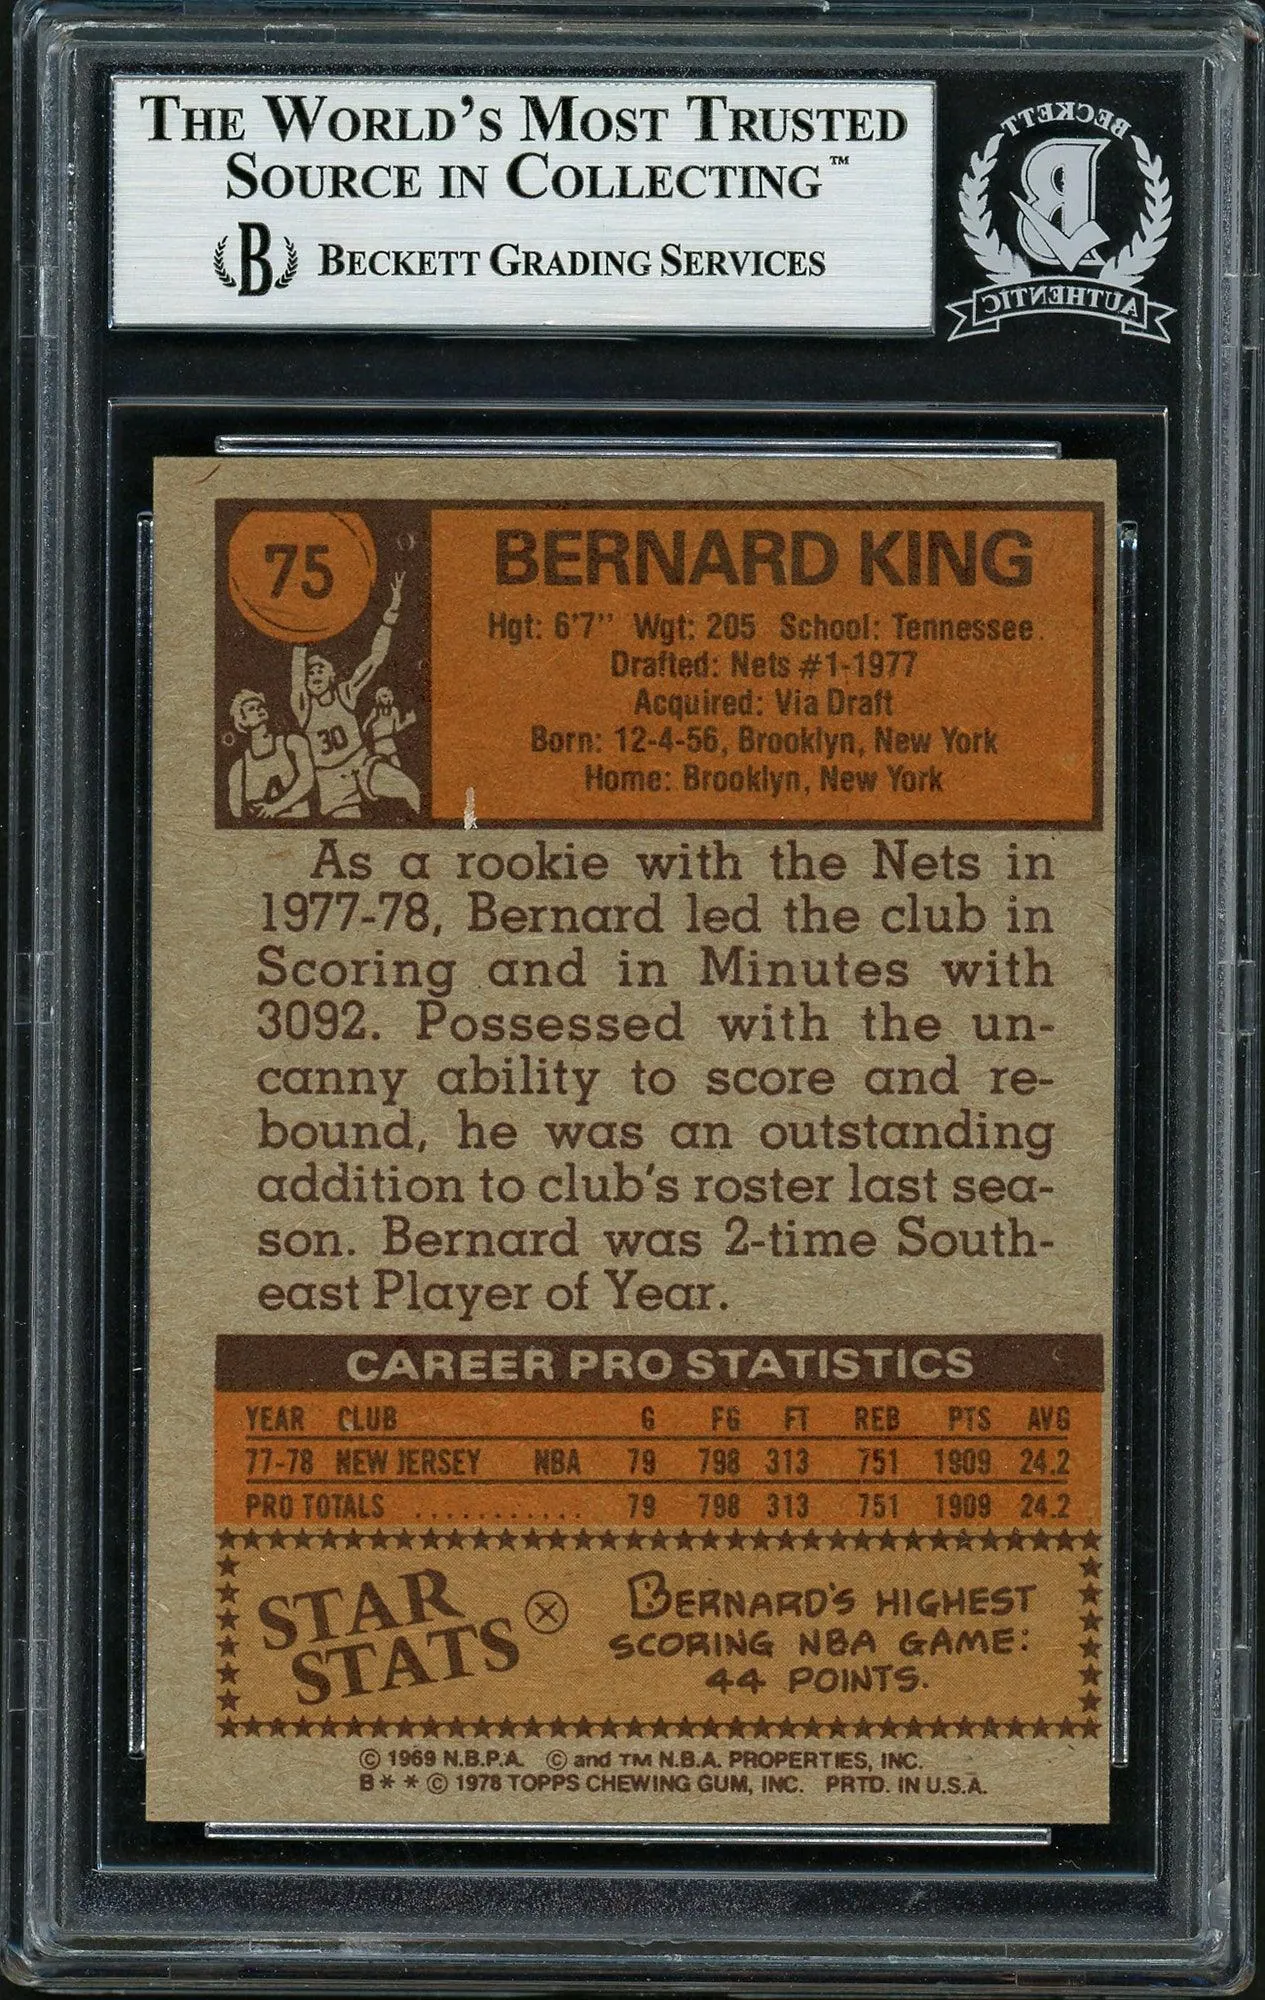 THE WORLD'S MOST TRUSTED
SOURCE IN COLLECTING™
B BECKETT GRADING SERVICES
BECKETT
B
AUTHENTIC
75
30
BERNARD KING
Hgt: 6'7" Wgt: 205 School: Tennessee
Drafted: Nets #1-1977
Acquired: Via Draft
Born: 12-4-56, Brooklyn, New York
Home: Brooklyn, New York
As a rookie with the Nets in
1977-78, Bernard led the club in
Scoring and in Minutes with
3092. Possessed with the un-
canny ability to score and re-
bound, he was an outstanding
addition to club's roster last sea-
son. Bernard was 2-time South-
east Player of Year.
CAREER PRO STATISTICS
YEAR CLUB G FG FT REB PTS AVG
77-78 NEW JERSEY NBA 79 798 313 751 1909 24.2
PRO TOTALS ........... 79 798 313 751 1909 24.2
STAR
STATS
BERNARD'S HIGHEST
SCORING NBA GAME:
44 POINTS.
© 1969 N.B.P.A. © and TM N.B.A. PROPERTIES, INC.
B * * © 1978 TOPPS CHEWING GUM, INC. PRTD. IN U.S.A.